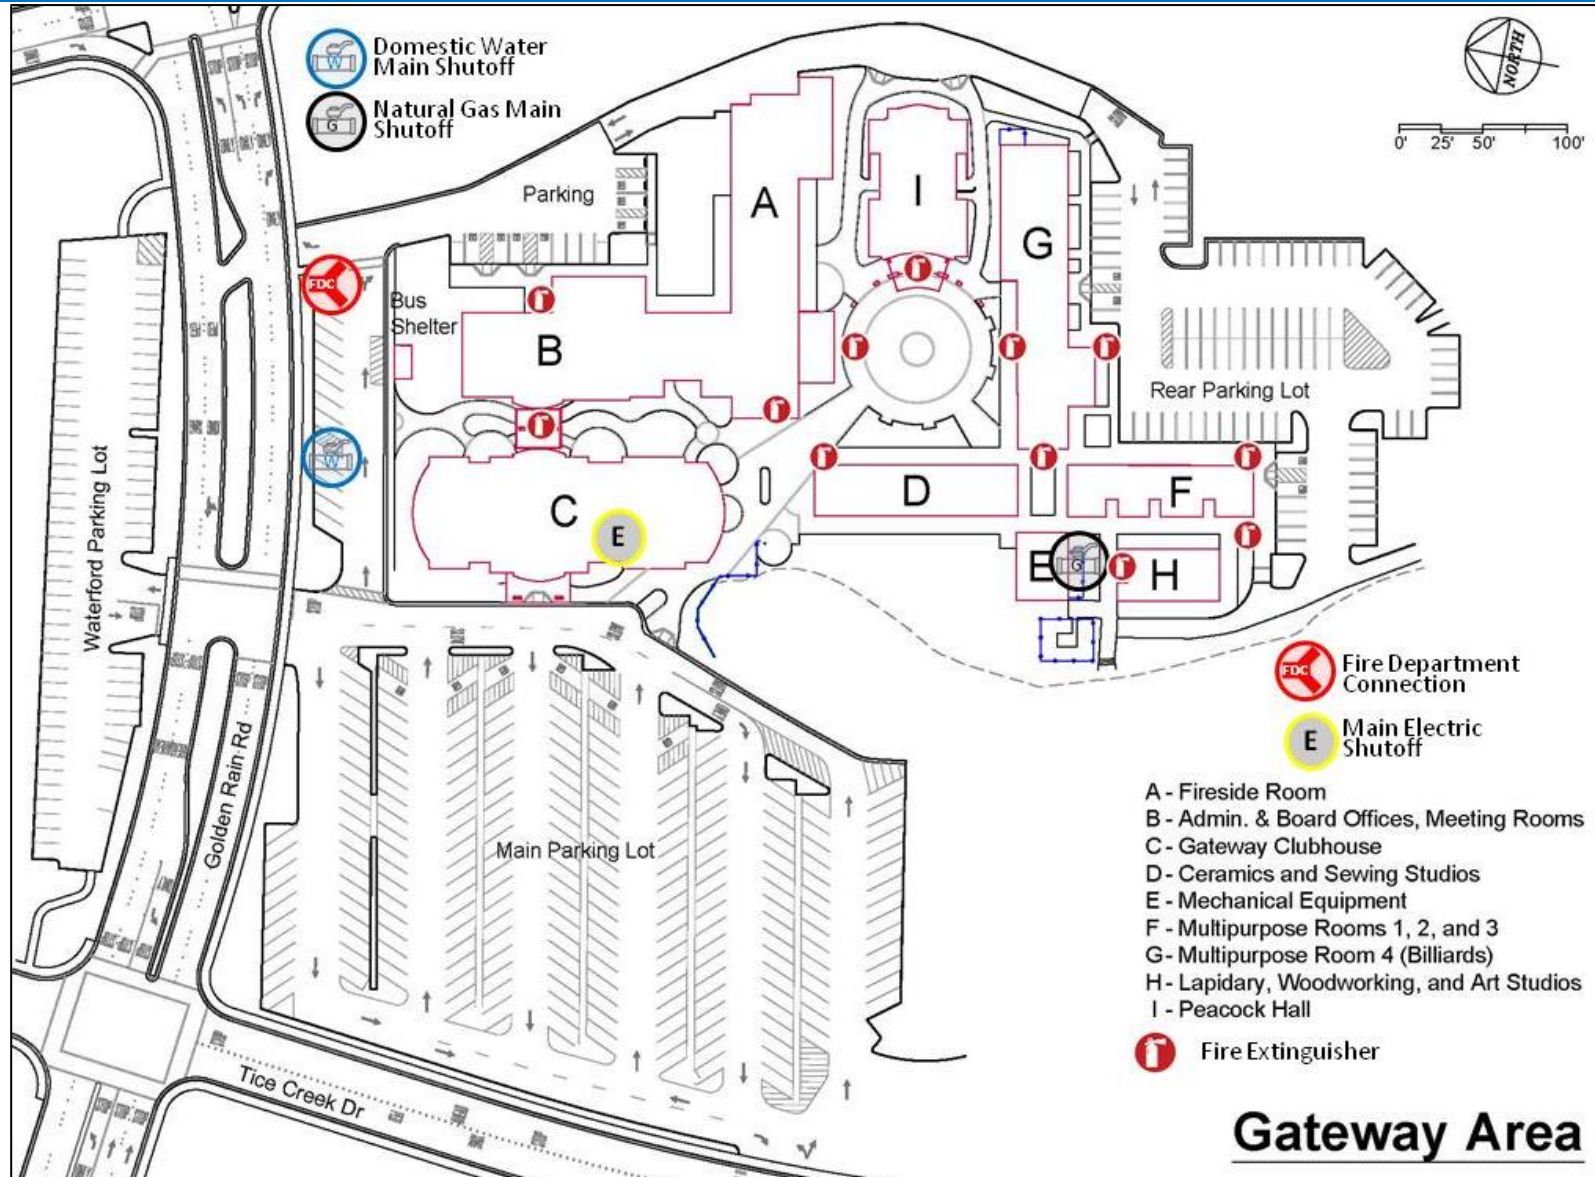 Domestic Water
Main Shutoff
Natural Gas Main
Shutoff
W
G
NORTH
0' 25' 50' 100'
Parking
A
I
G
FDC
Bus
Shelter
B
Rear Parking Lot
W
Waterford Parking Lot
C
E
D
F
E
G
H
FDC
Fire Department
Connection
E
Main Electric
Shutoff
Golden Rain Rd
Main Parking Lot
A - Fireside Room
B - Admin. & Board Offices, Meeting Rooms
C - Gateway Clubhouse
D - Ceramics and Sewing Studios
E - Mechanical Equipment
F - Multipurpose Rooms 1, 2, and 3
G - Multipurpose Room 4 (Billiards)
H - Lapidary, Woodworking, and Art Studios
I - Peacock Hall
Fire Extinguisher
Tice Creek Dr
Gateway Area